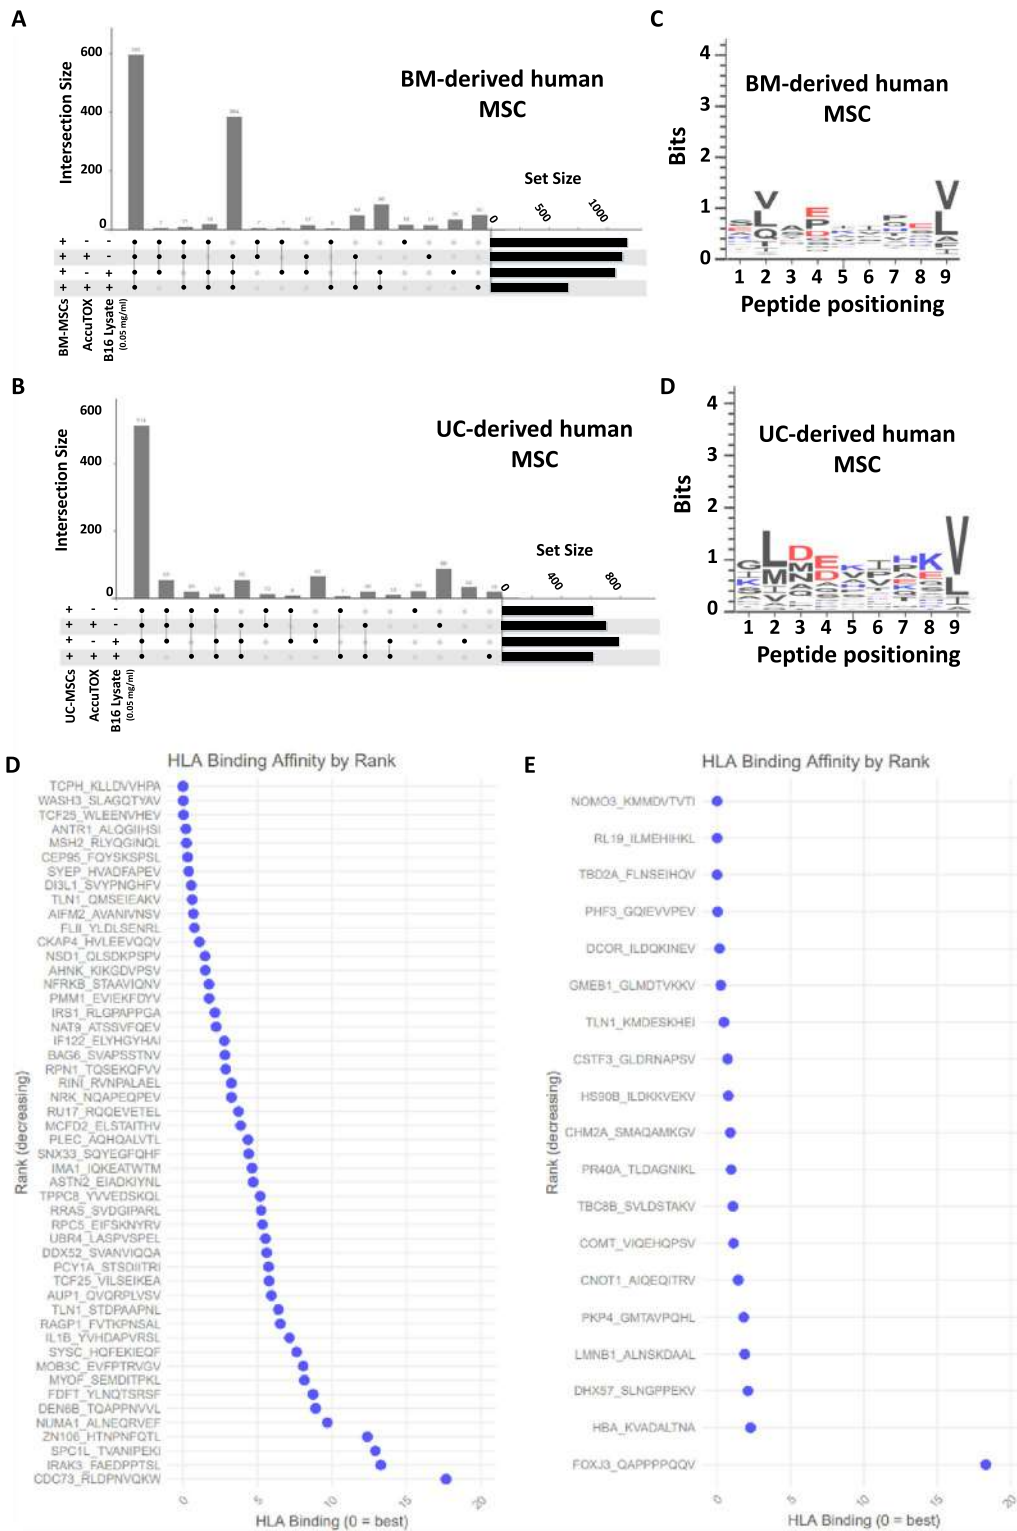 A
BM-derived human
MSC
Intersection Size
600
400
200
0
Set Size
0
500
1000
+ - -
+ + -
+ - +
+ + +
BM-MSCs
AccuTOX
B16 Lysate
(0.05 mg/ml)
C
BM-derived human
MSC
Bits
4
3
2
1
0
1 2 3 4 5 6 7 8 9
Peptide positioning
B
UC-derived human
MSC
Intersection Size
600
400
200
0
Set Size
0
400
800
+ - -
+ + -
+ - +
+ + +
UC-MSCs
AccuTOX
B16 Lysate
(0.05 mg/ml)
D
UC-derived human
MSC
Bits
4
3
2
1
0
1 2 3 4 5 6 7 8 9
Peptide positioning
D
HLA Binding Affinity by Rank
Rank (decreasing)
TCPH_KLLDVVHPA
WASH3_SLAGQTYAV
TCF25_WLEENVHEV
ANTR1_ALQGIIHSI
MSH2_RLYQGINQL
CEP95_FQYSKSPSL
SYEP_HVADFAPEV
DI3L1_SVYPNGHFV
TLN1_QMSEIEAKV
AIFM2_AVANIVNSV
FLII_YLDLSENRL
CKAP4_HVLEEVQQV
NSD1_QLSDKPSPV
AHNK_KIKGDVPSV
NFRKB_STAAVIQNV
PMM1_EVIEKFDYV
IRS1_RLGPAPPGA
NAT9_ATSSVFQEV
IF122_ELYHGYHAI
BAG6_SVAPSSTNV
RPN1_TQSEKQFVV
RINI_RVNPALAEL
NRK_NQAPEQPEV
RU17_RQQEVETEL
MCFD2_ELSTAITHV
PLEC_AQHQALVTL
SNX33_SQYEGFQHF
IMA1_IQKEATWTM
ASTN2_EIADKIYNL
TPPC8_YVVEDSKQL
RRAS_SVDGIPARL
RPC5_EIFSKNYRV
UBR4_LASPVSPEL
DDX52_SVANVIQQA
PCY1A_STSDIITRI
TCF25_VILSEIKEA
AUP1_QVQRPLVSV
TLN1_STDPAAPNL
RAGP1_FVTKPNSAL
IL1B_YVHDAPVRSL
SYSC_HQFEKIEQF
MOB3C_EVFPTRVGV
MYOF_SEMDITPKL
FDFT_YLNQTSRSF
DEN6B_TQAPPNVVL
NUMA1_ALNEQRVEF
ZN106_HTNPNFQTL
SPC1L_TVANIPEKI
IRAK3_FAEDPPTSL
CDC73_RLDPNVQKW
0
5
10
15
20
HLA Binding (0 = best)
E
HLA Binding Affinity by Rank
Rank (decreasing)
NOMO3_KMMDVTVTI
RL19_ILMEHIHKL
TBD2A_FLNSEIHQV
PHF3_GQIEVVPEV
DCOR_ILDQKINEV
GMEB1_GLMDTVKKV
TLN1_KMDESKHEI
CSTF3_GLDRNAPSV
HS90B_ILDKKVEKV
CHM2A_SMAQAMKGV
PR40A_TLDAGNIKL
TBC8B_SVLDSTAKV
COMT_VIQEHQPSV
CNOT1_AIQEQITRV
PKP4_GMTAVPQHL
LMNB1_ALNSKDAAL
DHX57_SLNGPPEKV
HBA_KVADALTNA
FOXJ3_QAPPPPQQV
0
5
10
15
20
HLA Binding (0 = best)